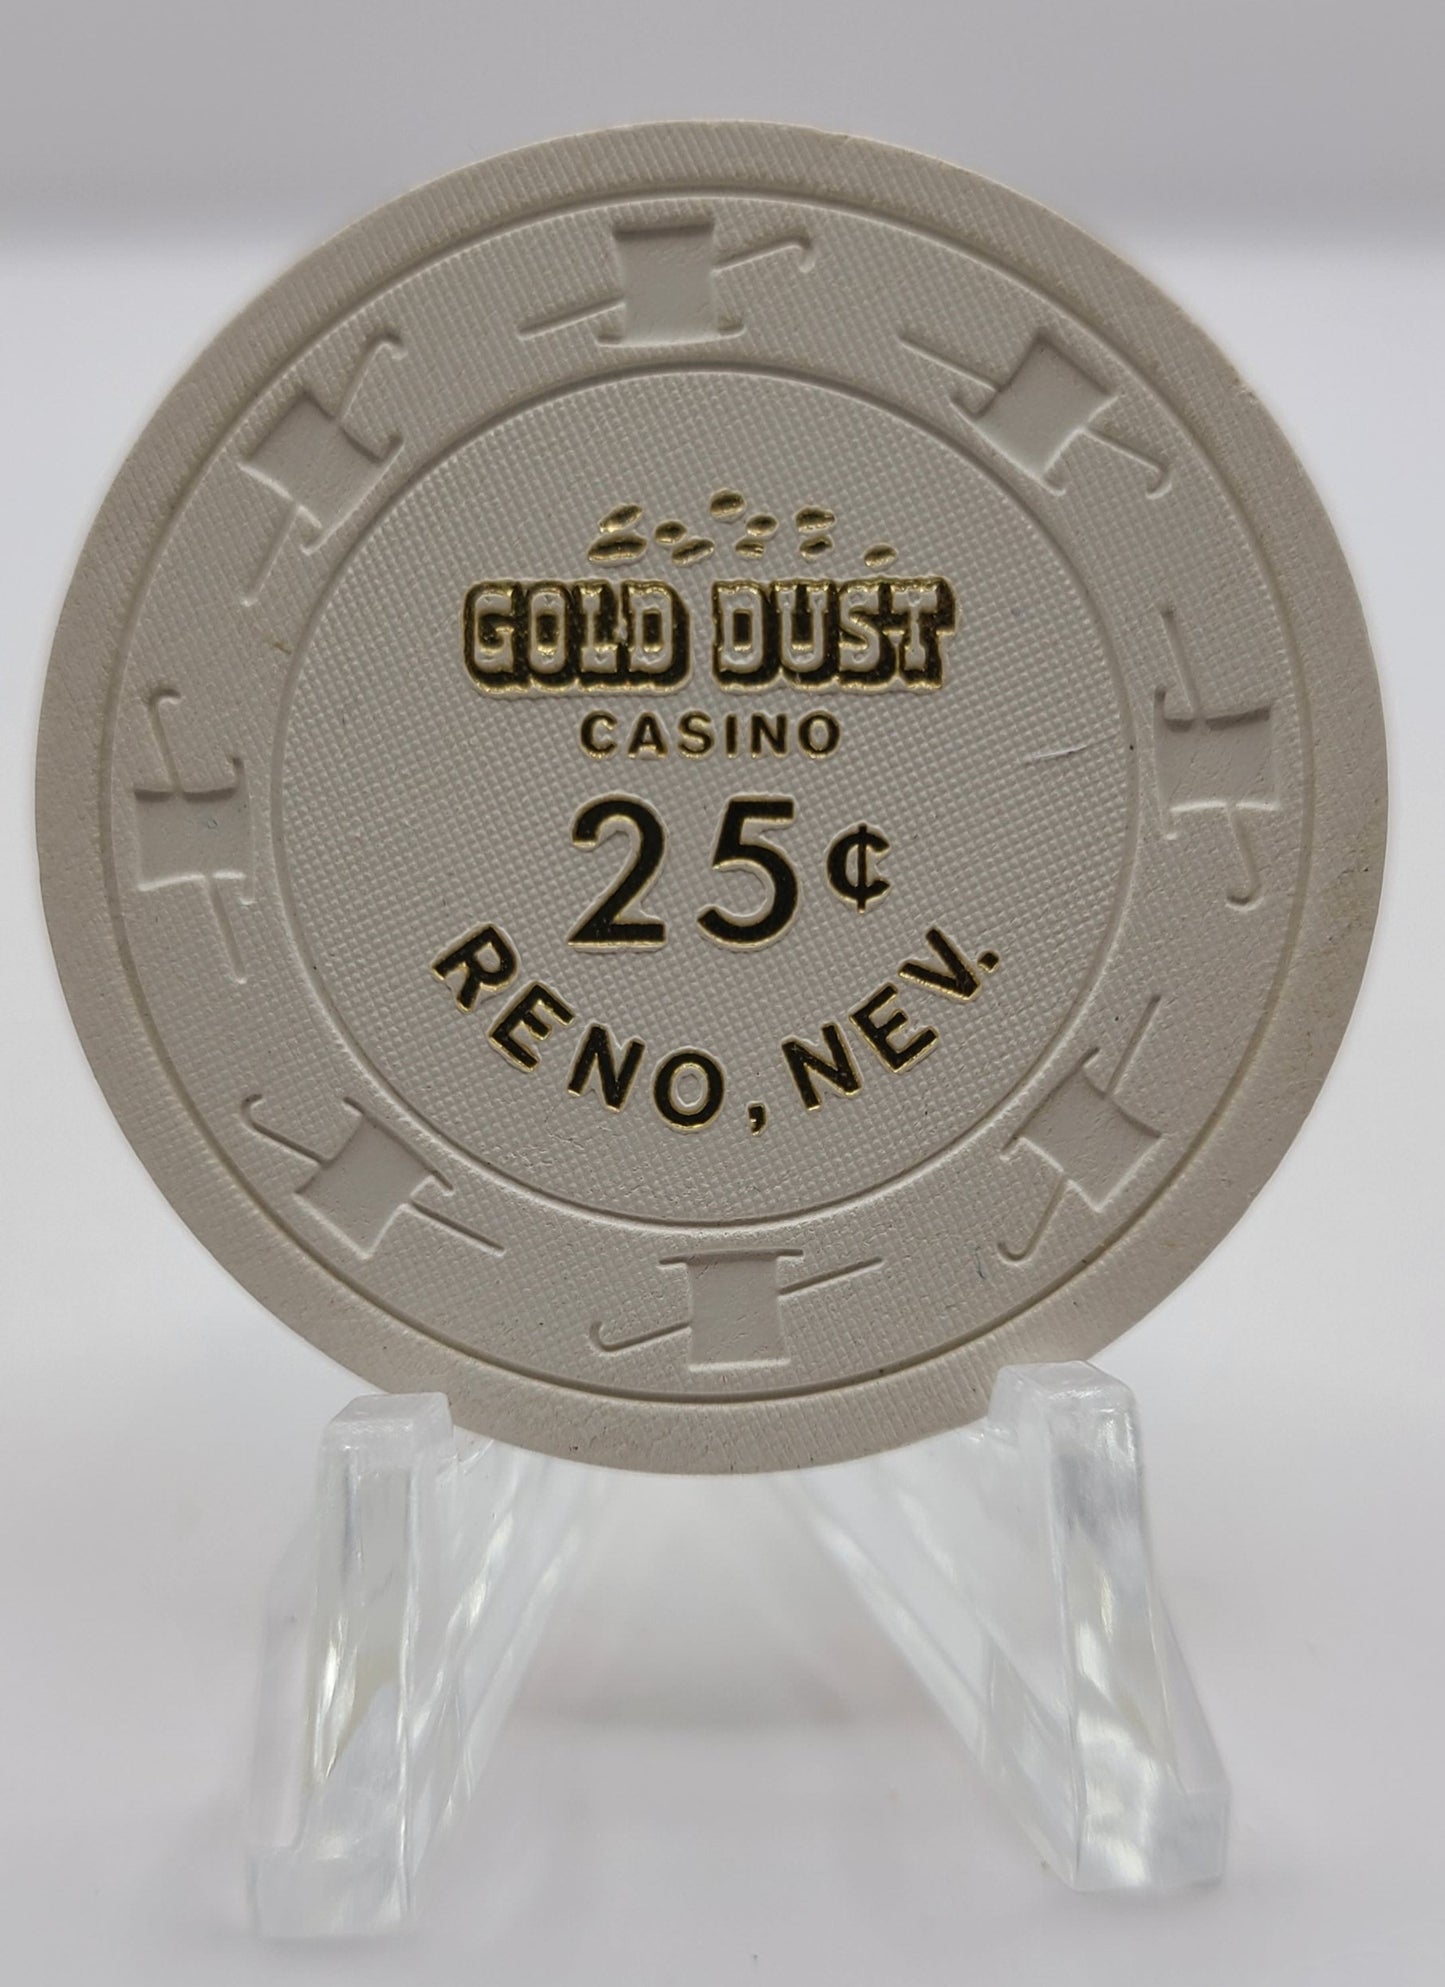 GOLD DUST
CASINO
25¢
RENO, NEV.